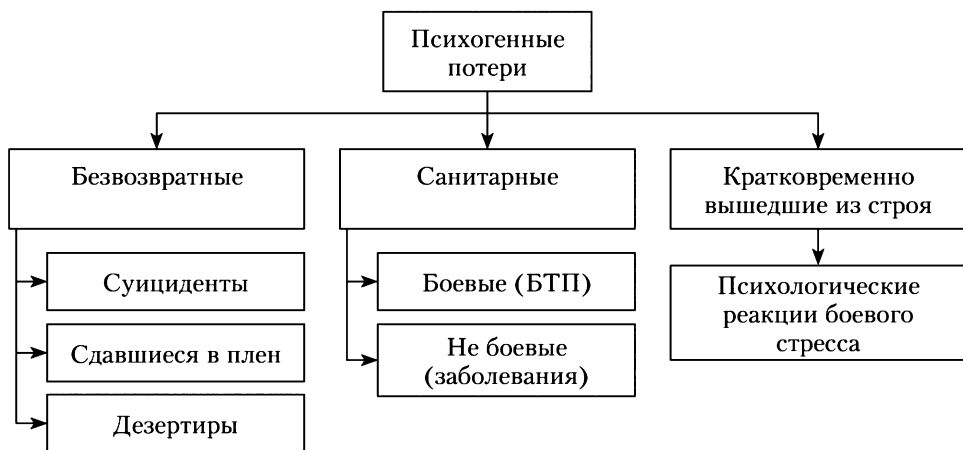 Психогенные
потери
Безвозвратные
Санитарные
Кратковременно
вышедшие из строя
Суициденты
Сдавшиеся в плен
Дезертиры
Боевые (БТП)
Не боевые
(заболевания)
Психологические
реакции боевого
стресса